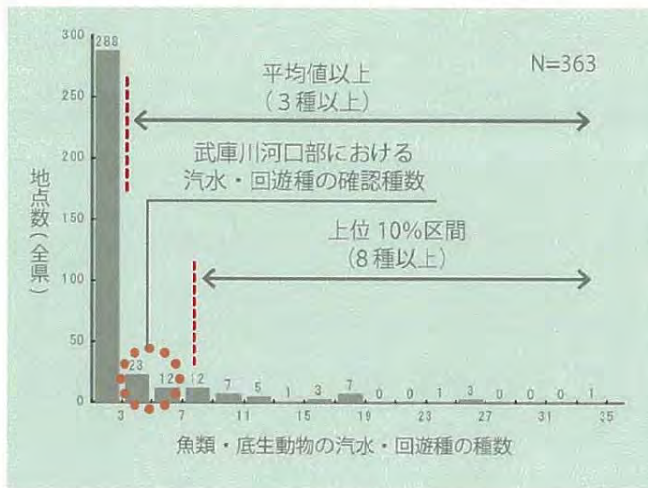 300
250
200
150
100
50
0
地点数(全県)
288
23
12
12
7
5
1
3
7
0
0
1
3
0
0
0
1
N=363
平均値以上
(3種以上)
武庫川河口部における
汽水・回遊種の確認種数
上位10%区間
(8種以上)
3 7 11 15 19 23 27 31 35
魚類・底生動物の汽水・回遊種の種数